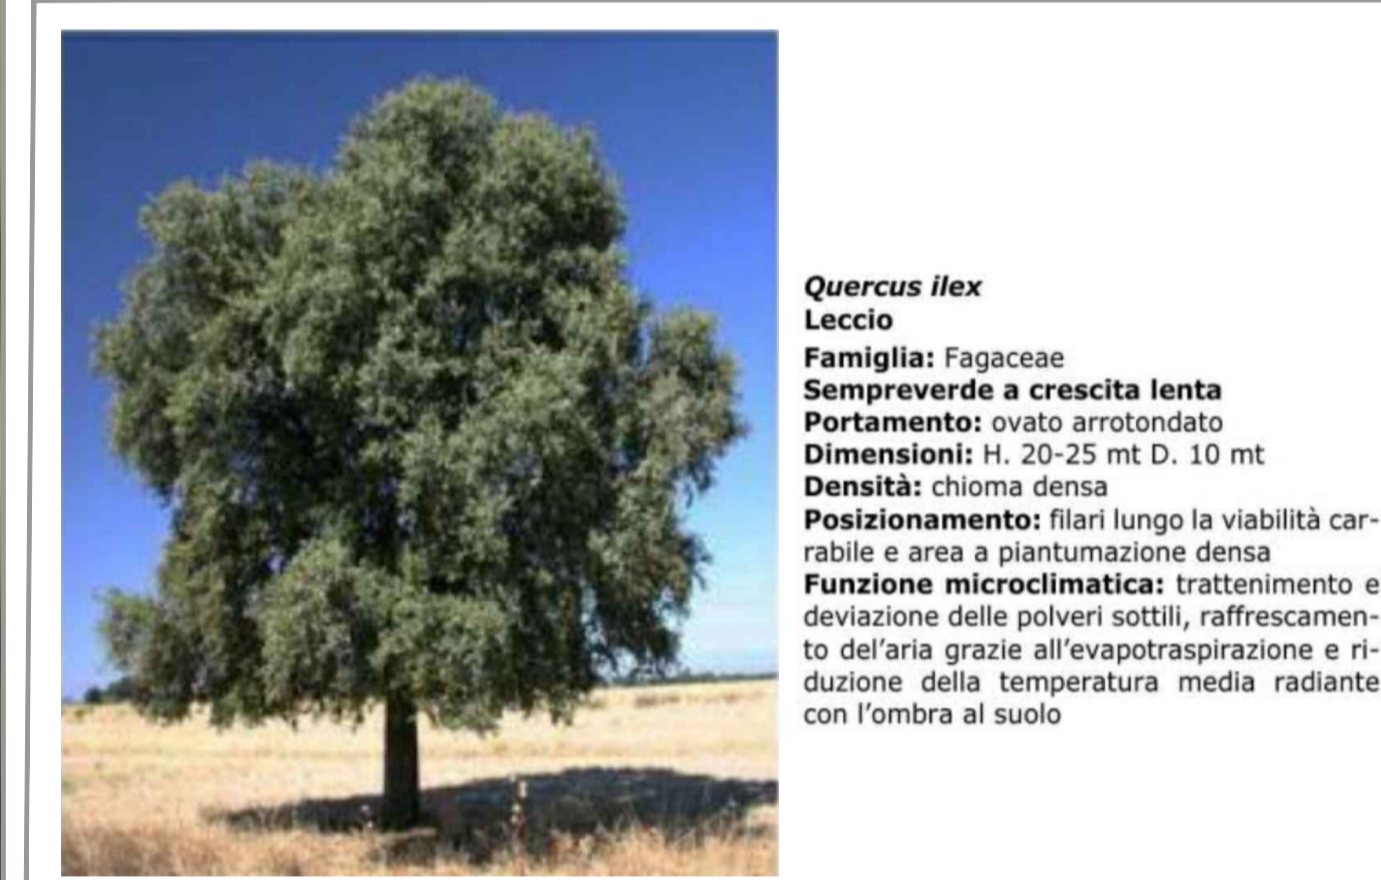 Quercus ilex
Leccio
Famiglia: Fagaceae
Sempreverde a crescita lenta
Portamento: ovato arrotondato
Dimensioni: H. 20-25 mt D. 10 mt
Densità: chioma densa
Posizionamento: filari lungo la viabilità car-
rabile e area a piantumazione densa
Funzione microclimatica: trattenimento e
deviazione delle polveri sottili, raffrescamen-
to del'aria grazie all'evapotraspirazione e ri-
duzione della temperatura media radiante
con l'ombra al suolo